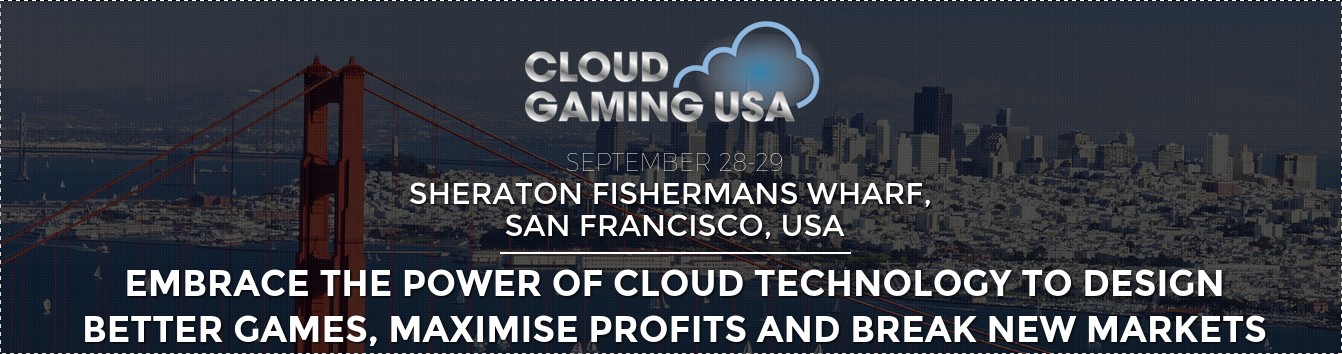 CLOUD
GAMING USA
SEPTEMBER 28-29
SHERATON FISHERMANS WHARF,
SAN FRANCISCO, USA
EMBRACE THE POWER OF CLOUD TECHNOLOGY TO DESIGN
BETTER GAMES, MAXIMISE PROFITS AND BREAK NEW MARKETS